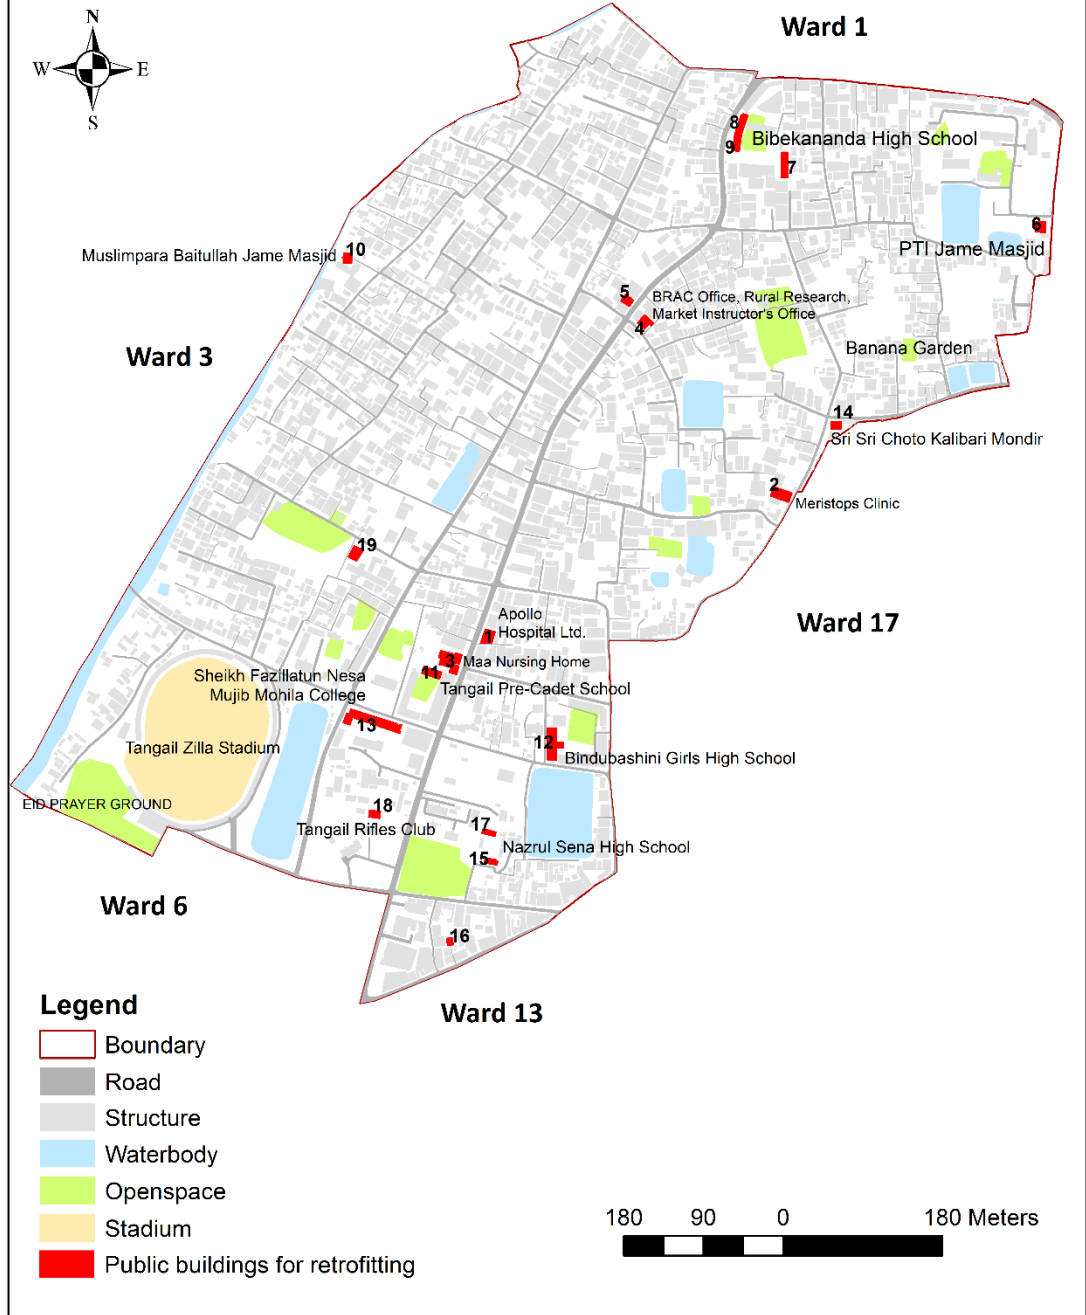 N
Ward 1
W
E
S
8
Bibekananda High School
9
7
6
PTI Jame Masjid
10
Muslimpara Baitullah Jame Masjid
5
BRAC Office, Rural Research,
Market Instructor's Office
4
Ward 3
Banana Garden
14
Sri Sri Choto Kalibari Mondir
2
Meristops Clinic
19
Apollo
Hospital Ltd.
1
Ward 17
3
Maa Nursing Home
11
Tangail Pre-Cadet School
Sheikh Fazillatun Nesa
Mujib Mohila College
13
12
Tangail Zilla Stadium
Bindubashini Girls High School
EID PRAYER GROUND
18
Tangail Rifles Club
17
Nazrul Sena High School
15
Ward 6
16
Ward 13
Legend
Boundary
Road
Structure
Waterbody
Openspace
Stadium
Public buildings for retrofitting
180 90 0 180 Meters